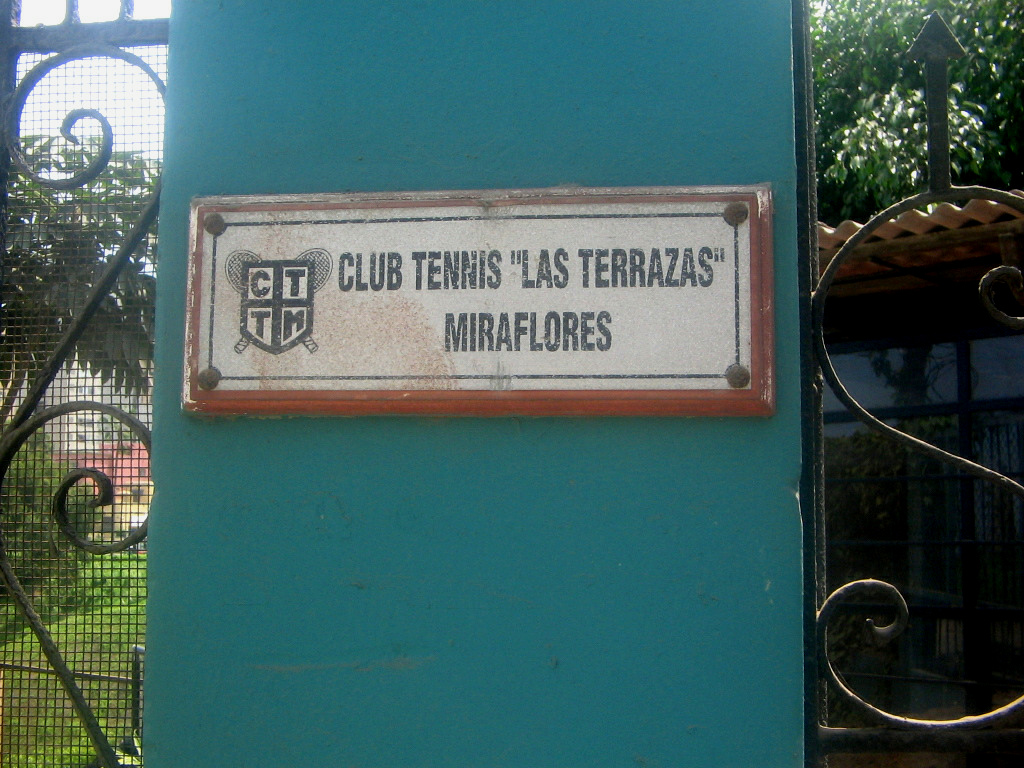 CT
TM
CLUB TENNIS "LAS TERRAZAS"
MIRAFLORES